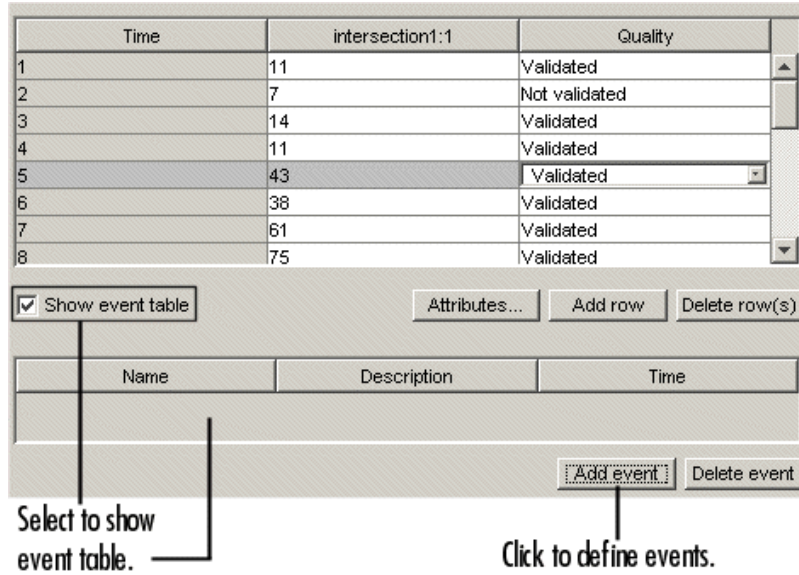 Time intersection1:1 Quality
1 11 Validated
2 7 Not validated
3 14 Validated
4 11 Validated
5 43 Validated
6 38 Validated
7 61 Validated
8 75 Validated
Show event table Attributes... Add row Delete row(s)
Name Description Time
Add event Delete event
Select to show
event table. Click to define events.